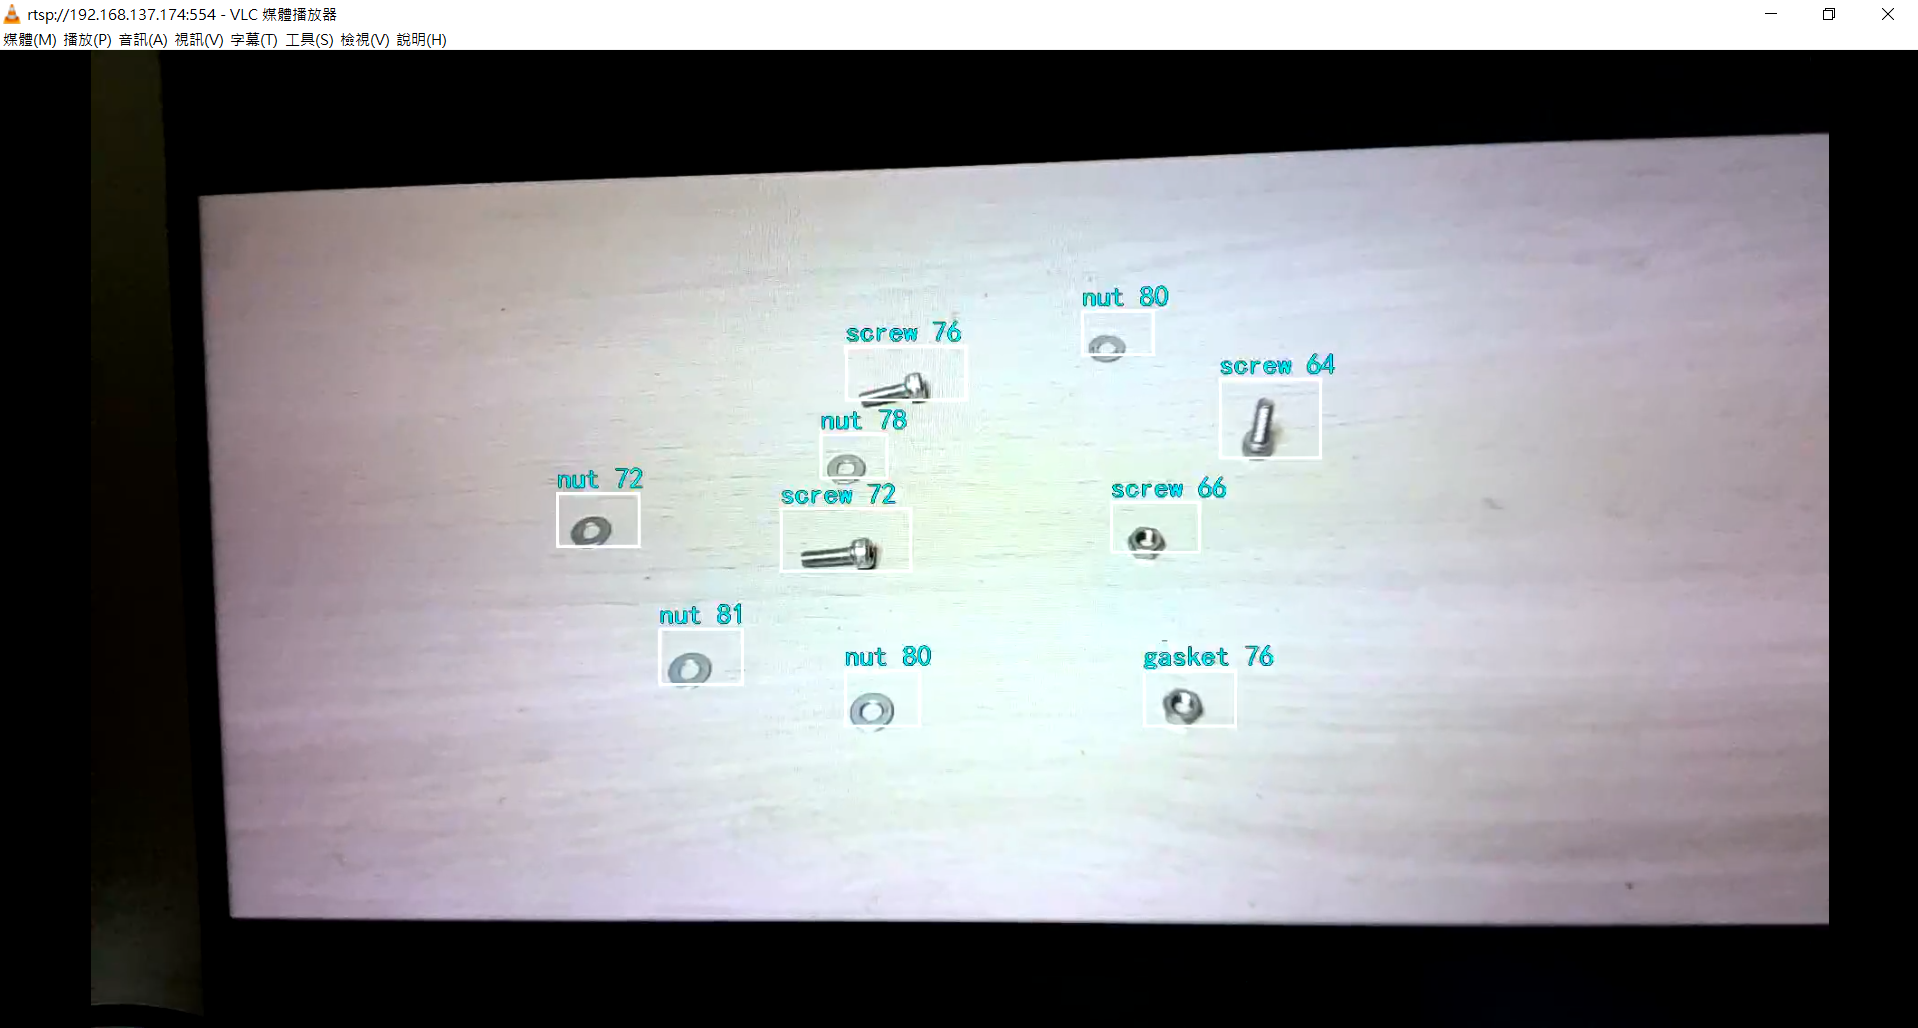 rtsp://192.168.137.174:554 - VLC 媒體播放器
媒體(M) 播放(P) 音訊(A) 視訊(V) 字幕(T) 工具(S) 檢視(V) 說明(H)
nut 80
screw 76
screw 64
nut 78
nut 72
screw 72
screw 66
nut 81
nut 80
gasket 76